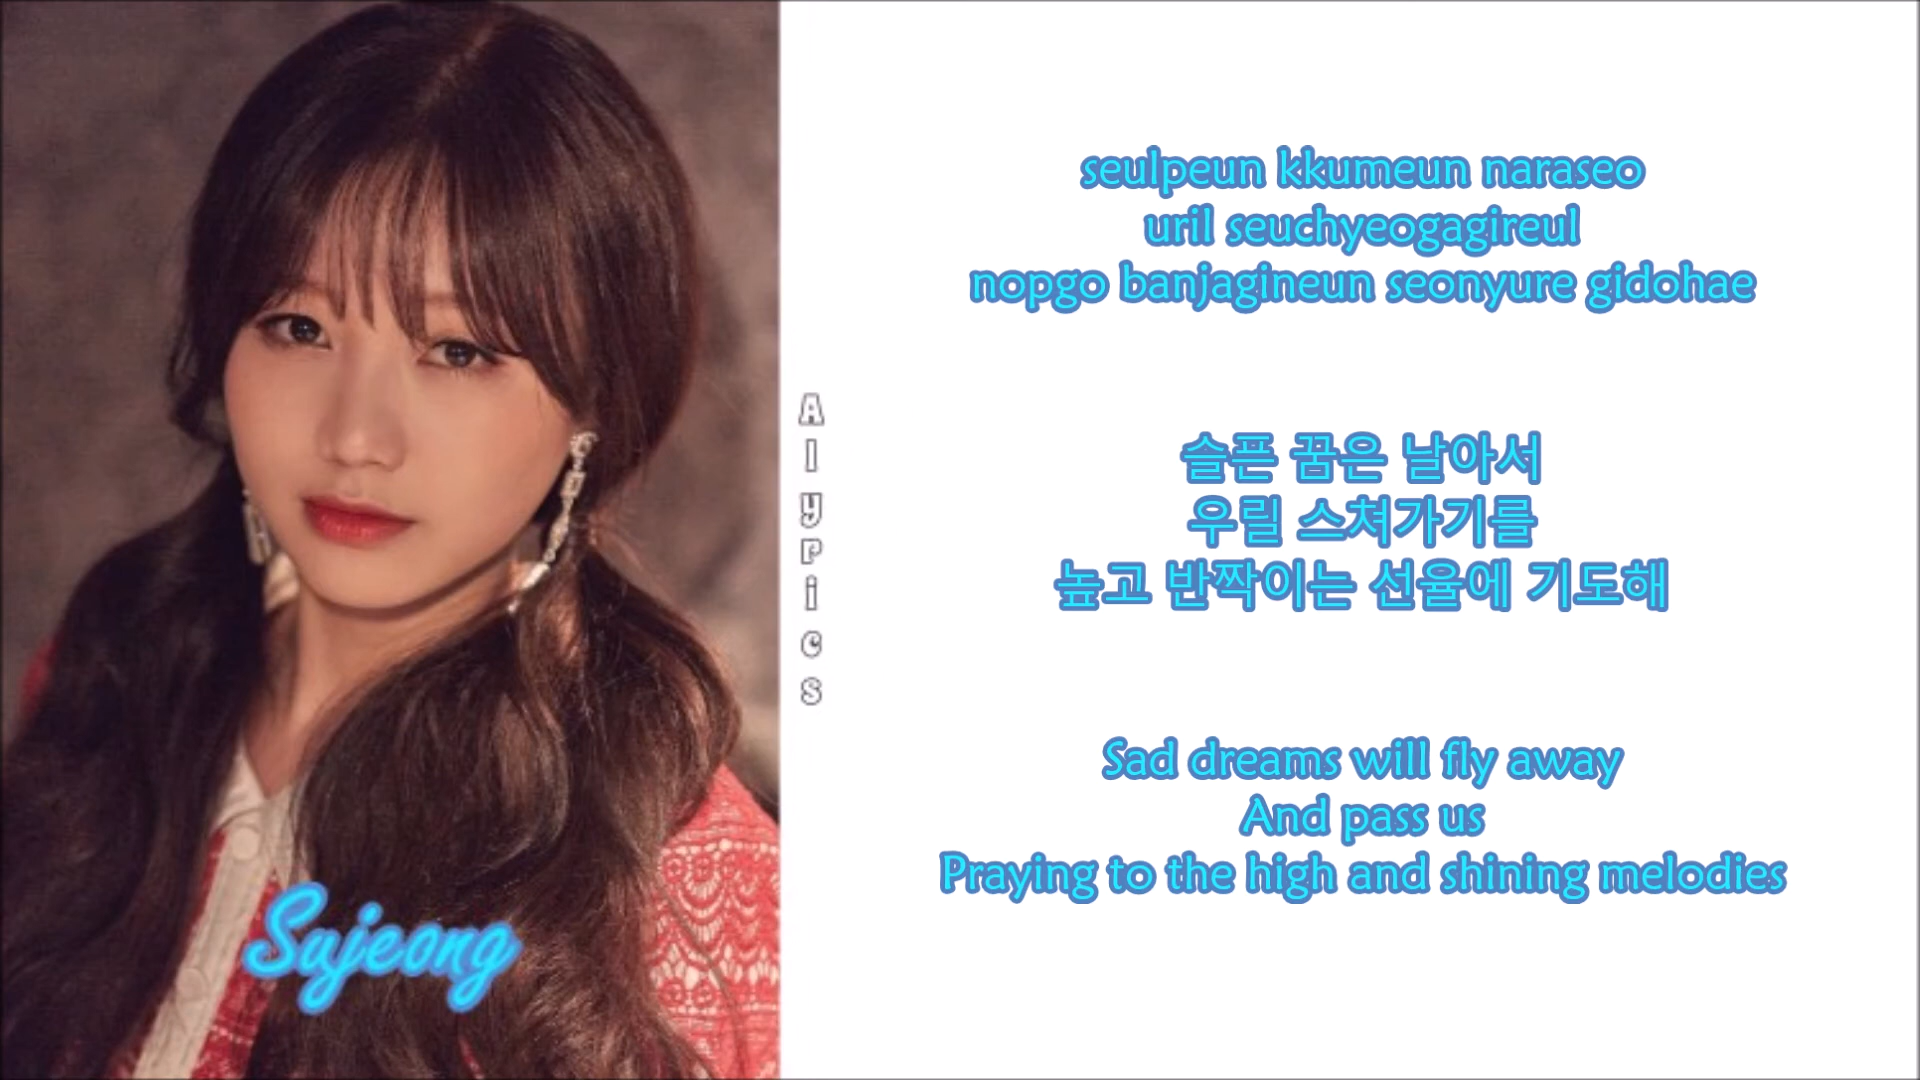 seulpeun kkumeun naraseo
uril seuchyeogagireul
nopgo banjagineun seonyure gidohae
Alypics
슬픈 꿈은 날아서
우릴 스쳐가기를
높고 반짝이는 선율에 기도해
Sad dreams will fly away
And pass us
Praying to the high and shining melodies
Sujeong